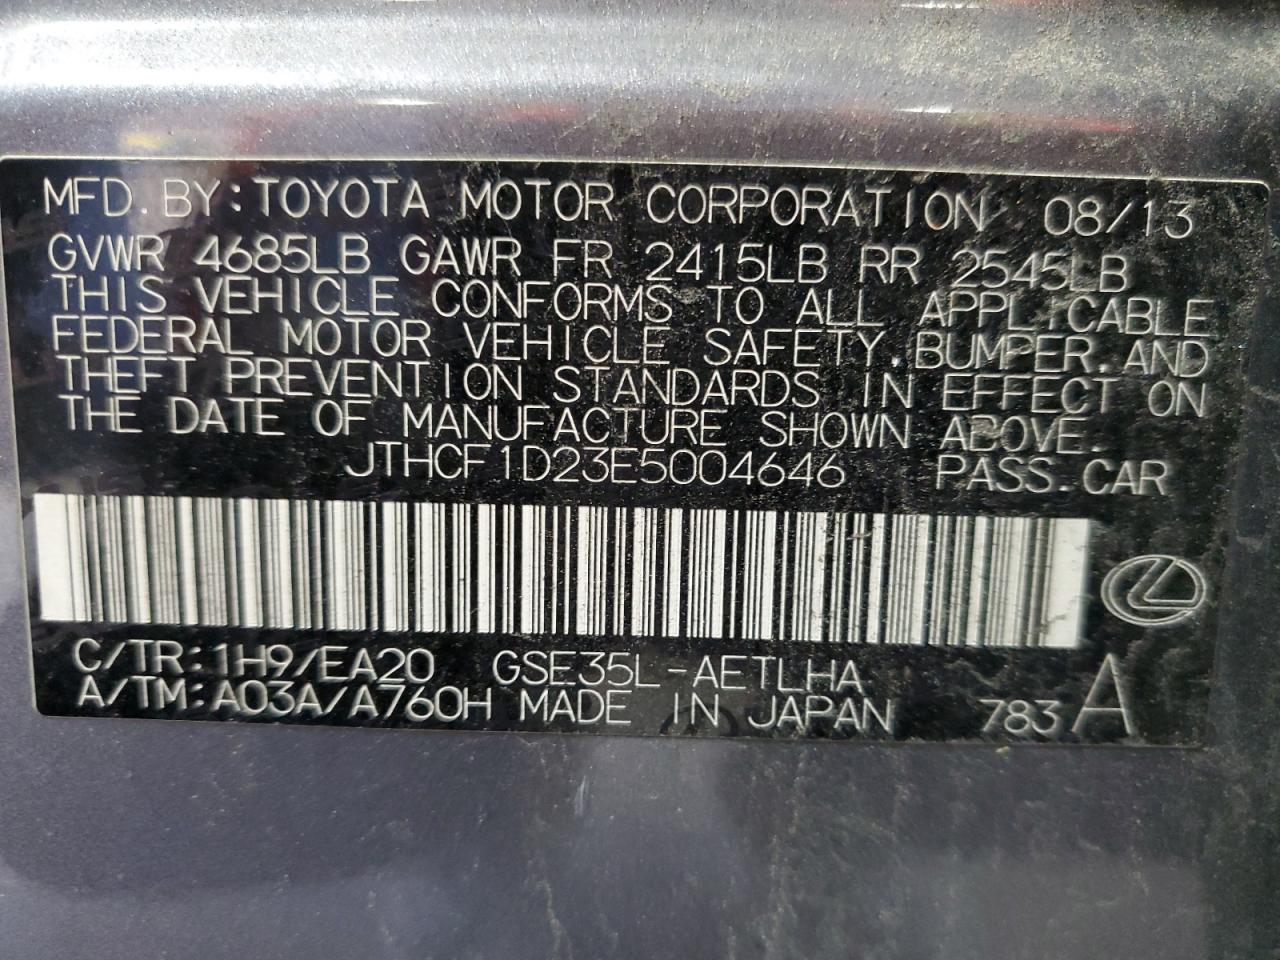 MFD. BY: TOYOTA MOTOR CORPORATION 08/13
GVWR 4685LB GAWR FR 2415LB RR 2545LB
THIS VEHICLE CONFORMS TO ALL APPLICABLE
FEDERAL MOTOR VEHICLE SAFETY, BUMPER, AND
THEFT PREVENTION STANDARDS IN EFFECT ON
THE DATE OF MANUFACTURE SHOWN ABOVE.
JTHCF1D23E5004646 PASS. CAR
C/TR: 1H9/EA20 GSE35L-AETLHA
A/TM: A03A/A760H MADE IN JAPAN 783 A